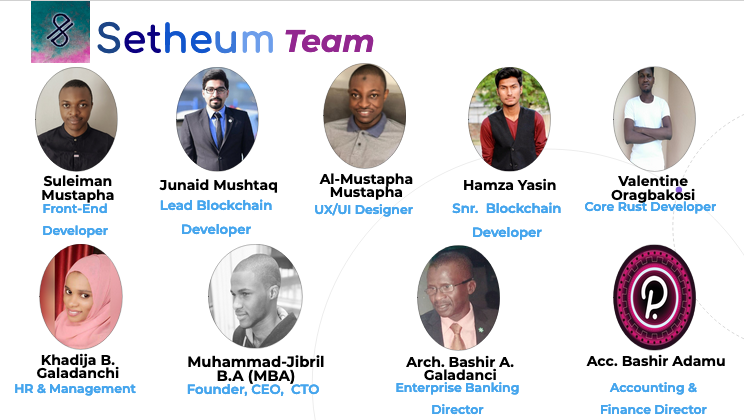 Setheum Team
Suleiman
Mustapha
Front-End
Developer
Junaid Mushtaq
Lead Blockchain
Developer
Al-Mustapha
Mustapha
UX/UI Designer
Hamza Yasin
Snr. Blockchain
Developer
Valentine
Oragbakosi
Core Rust Developer
Khadija B.
Galadanchi
HR & Management
Muhammad-Jibril
B.A (MBA)
Founder, CEO, CTO
Arch. Bashir A.
Galadanci
Enterprise Banking
Director
Acc. Bashir Adamu
Accounting &
Finance Director